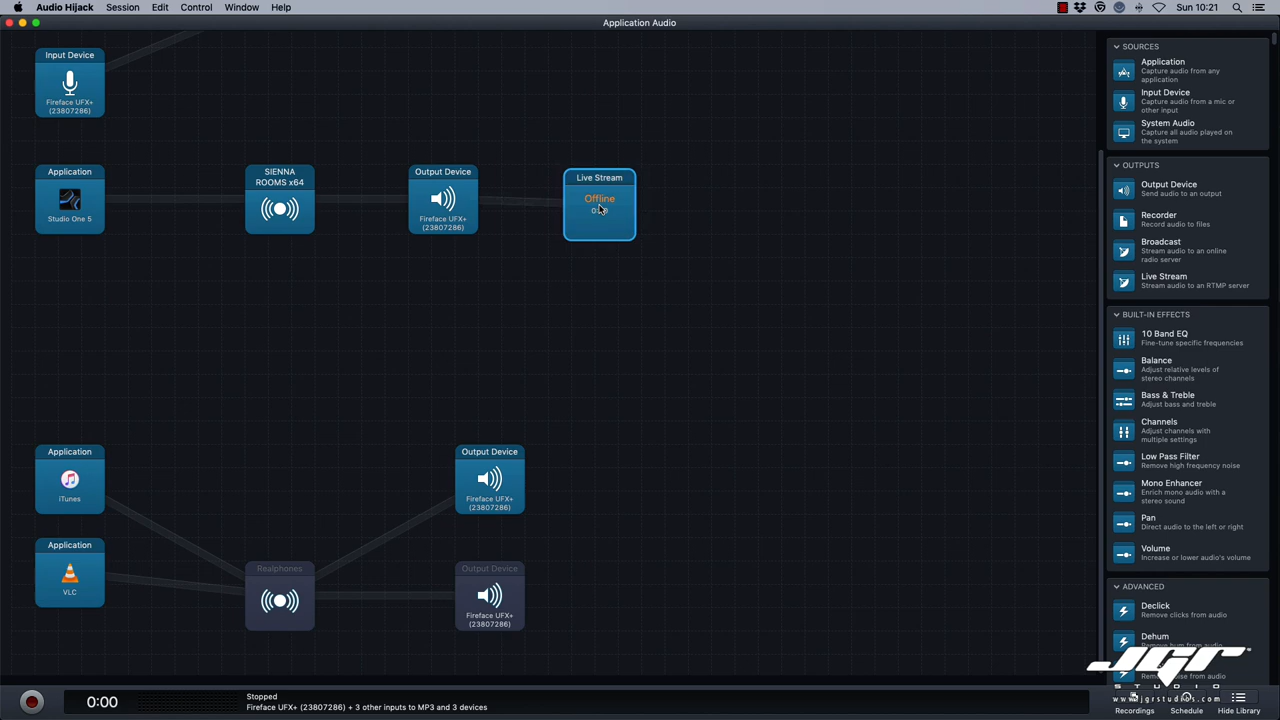 Audio Hijack Session Edit Control Window Help
Sun 10:21
Application Audio
Input Device
Fireface UFX+
(23807286)
Application
Studio One 5
SIENNA
ROOMS x64
Output Device
Fireface UFX+
(23807286)
Live Stream
Offline
Application
iTunes
Application
VLC
Realphones
Output Device
Fireface UFX+
(23807286)
Output Device
Fireface UFX+
(23807286)
SOURCES
Application
Capture audio from any
application
Input Device
Capture audio from a mic or
other input
System Audio
Capture all audio played on
the system
OUTPUTS
Output Device
Send audio to an output
Recorder
Record audio to files
Broadcast
Stream audio to an online
radio server
Live Stream
Stream audio to an RTMP server
BUILT-IN EFFECTS
10 Band EQ
Fine-tune specific frequencies
Balance
Adjust relative levels of
stereo channels
Bass & Treble
Adjust bass and treble
Channels
Adjust channels with
multiple settings
Low Pass Filter
Remove high frequency noise
Mono Enhancer
Enrich mono audio with a
stereo sound
Pan
Direct audio to the left or right
Volume
Increase or lower audio's volume
ADVANCED
Declick
Remove clicks from audio
Dehum
JGR
www.jgrstudios.com
0:00
Stopped
Fireface UFX+ (23807286) + 3 other inputs to MP3 and 3 devices
Recordings
Schedule
Hide Library